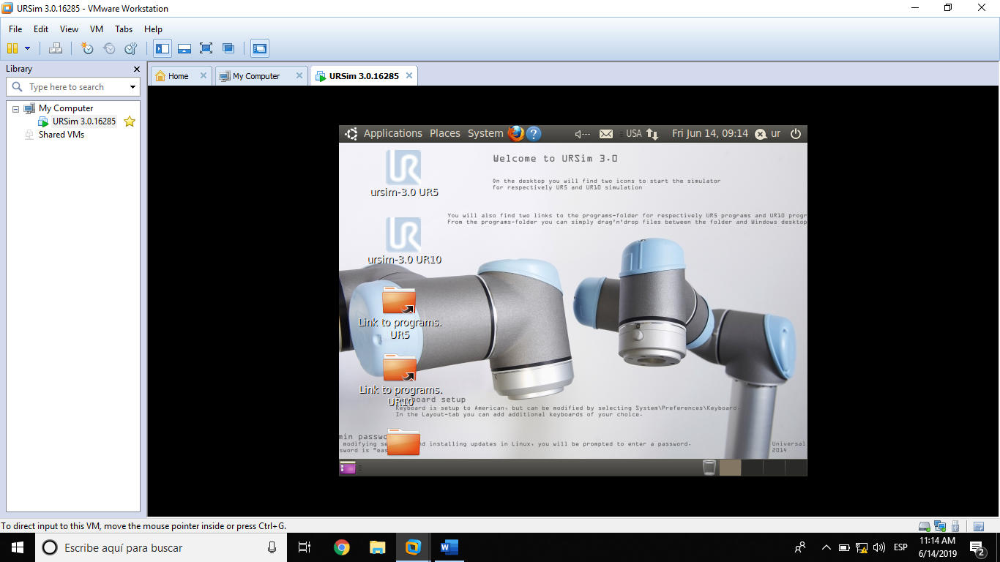 URSim 3.0.16285 - VMware Workstation
File Edit View VM Tabs Help
Library
Type here to search
My Computer
URSim 3.0.16285
Shared VMs
Home
My Computer
URSim 3.0.16285
Applications Places System
USA
Fri Jun 14, 09:14
ur
UR
ursim-3.0 UR5
UR
ursim-3.0 UR10
Link to programs.
UR5
Link to programs.
UR10
Welcome to URSim 3.0
On the desktop you will find two icons to start the simulator
for respectively UR5 and UR10 simulation
You will also find two links to the programs-folder for respectively UR5 programs and UR10 progr
From the programs-folder you can simply drag'n'drop files between the folder and Windows desktop
board setup
Keyboard is setup to American, but can be modified by selecting System\Preferences\Keyboard.
In the Layout-tab you can add additional keyboards of your choice.
min passwo
modifying se nd installing updates in Linux, you will be prompted to enter a password.
sword is "eas
Universal
2014
To direct input to this VM, move the mouse pointer inside or press Ctrl+G.
Escribe aquí para buscar
W
ESP
11:14 AM
6/14/2019
2